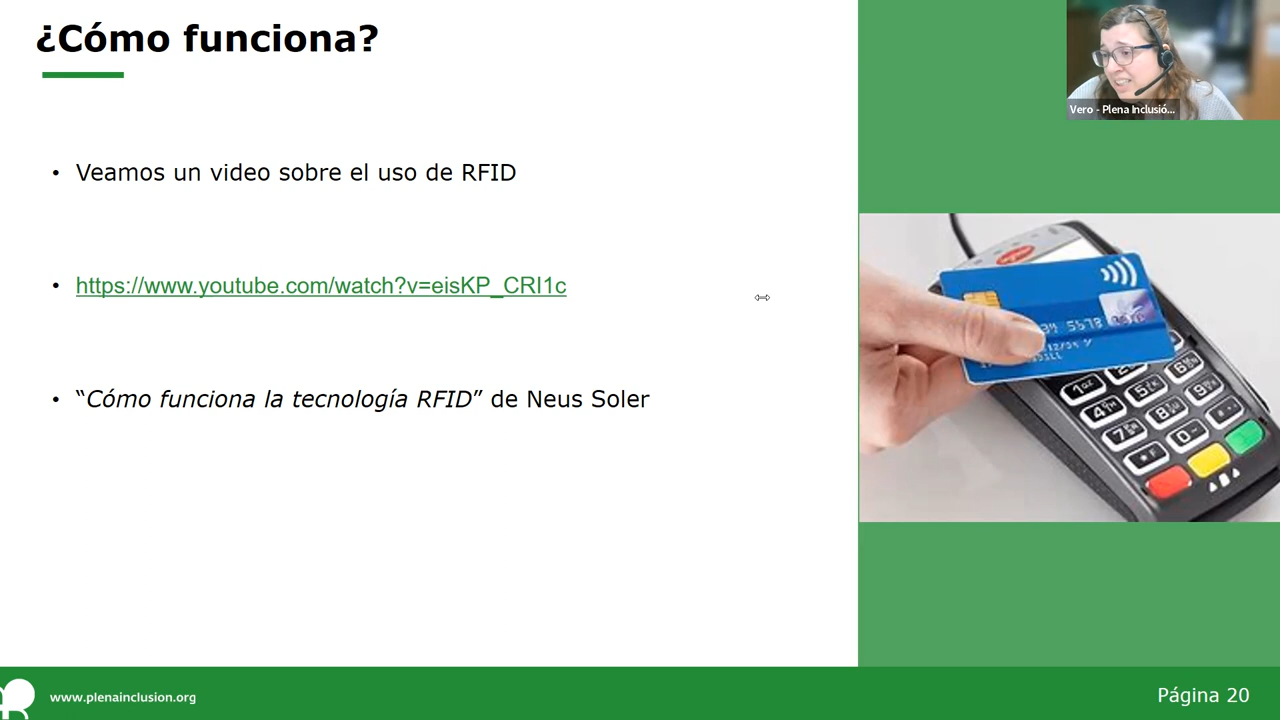 ¿Cómo funciona?
Vero - Plena Inclusió...
• Veamos un video sobre el uso de RFID
• https://www.youtube.com/watch?v=eisKP_CRI1c
• “Cómo funciona la tecnología RFID” de Neus Soler
5678
www.plenainclusion.org
Página 20